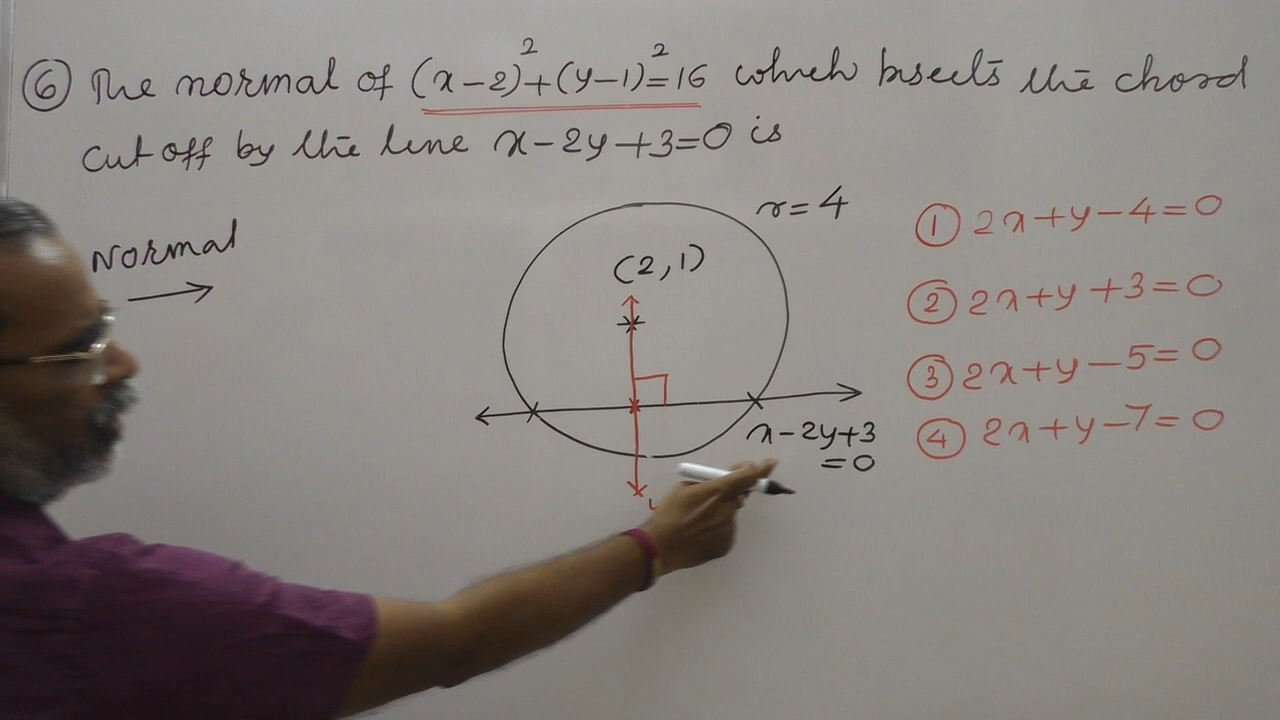 ⑥ The normal of (x-2)²+(y-1)²=16 which bisects the chord
cut off by the line x-2y+3=0 is
Normal
r=4
(2,1)
x-2y+3
=0
① 2x+y-4=0
② 2x+y+3=0
③ 2x+y-5=0
④ 2x+y-7=0